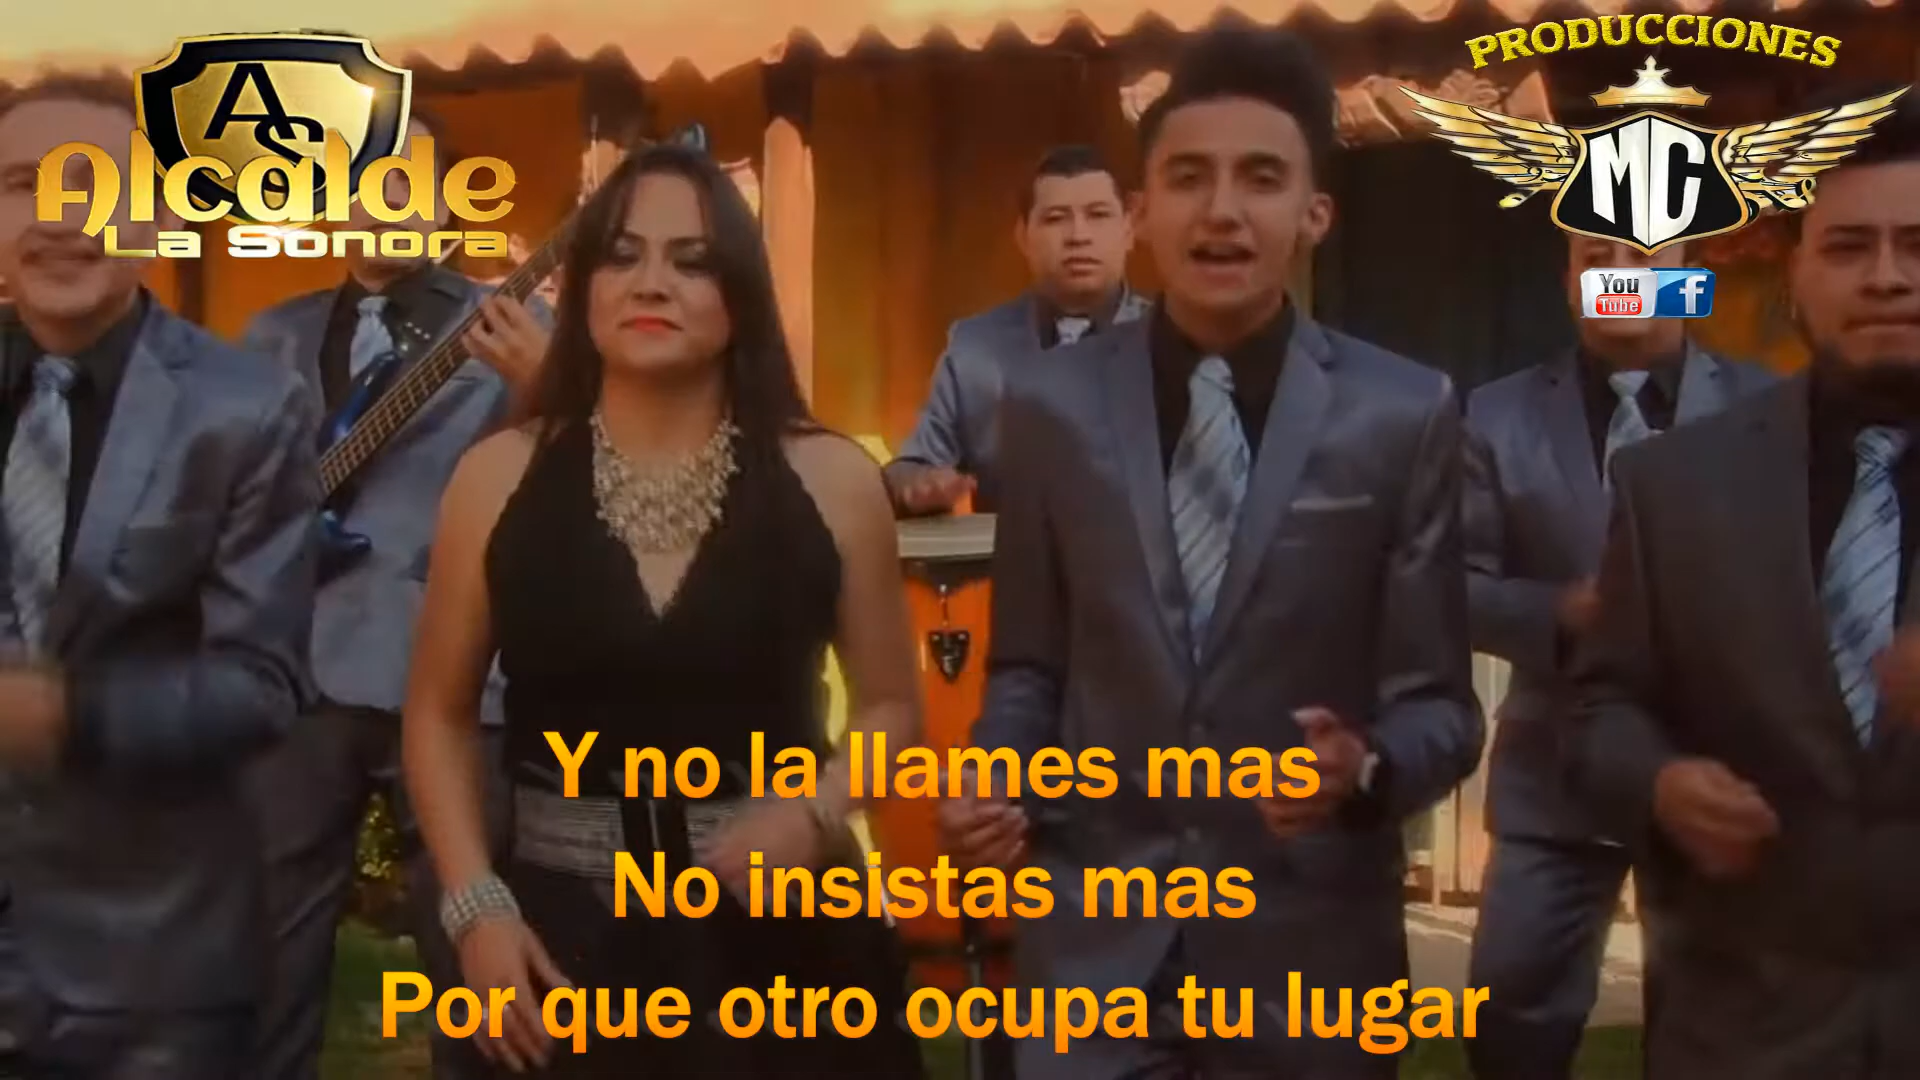 AS
Alcalde
La Sonora
PRODUCCIONES
MC
You
Tube
f
Y no la llames mas
No insistas mas
Por que otro ocupa tu lugar